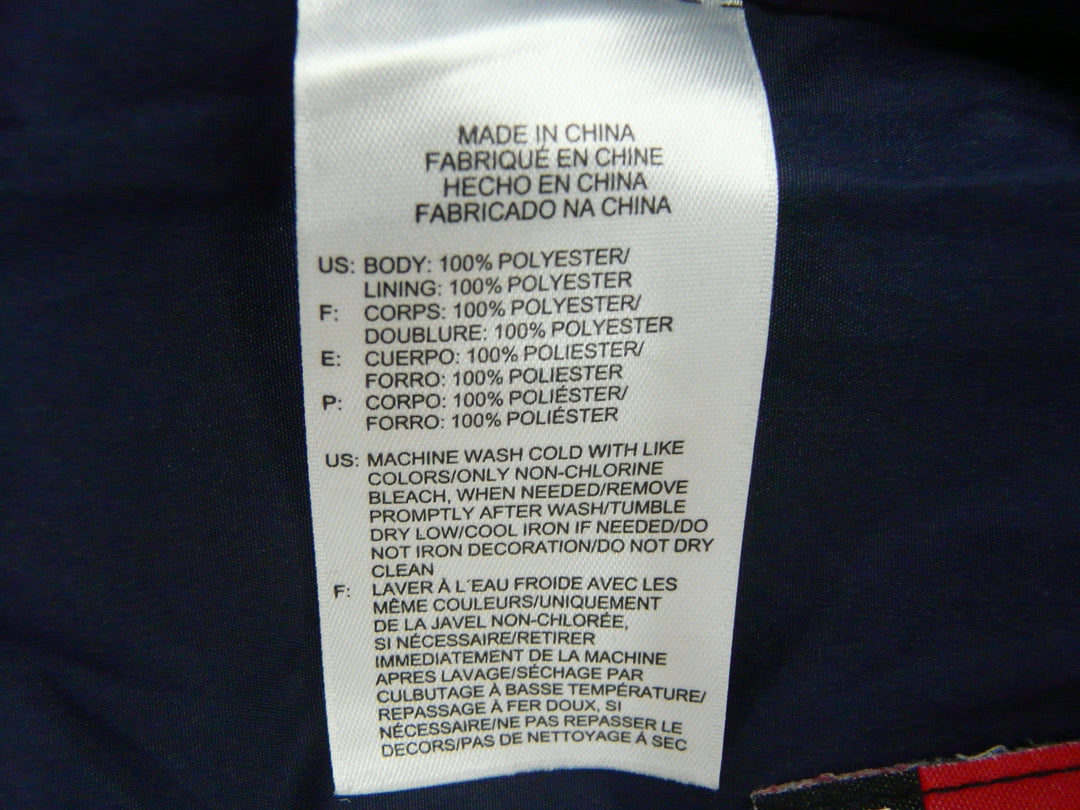 MADE IN CHINA
FABRIQUÉ EN CHINE
HECHO EN CHINA
FABRICADO NA CHINA
US: BODY: 100% POLYESTER/
LINING: 100% POLYESTER
F: CORPS: 100% POLYESTER/
DOUBLURE: 100% POLYESTER
E: CUERPO: 100% POLIESTER/
FORRO: 100% POLIESTER
P: CORPO: 100% POLIÉSTER/
FORRO: 100% POLIÉSTER
US: MACHINE WASH COLD WITH LIKE
COLORS/ONLY NON-CHLORINE
BLEACH, WHEN NEEDED/REMOVE
PROMPTLY AFTER WASH/TUMBLE
DRY LOW/COOL IRON IF NEEDED/DO
NOT IRON DECORATION/DO NOT DRY
CLEAN
F: LAVER À L´EAU FROIDE AVEC LES
MÊME COULEURS/UNIQUEMENT
DE LA JAVEL NON-CHLORÉE,
SI NÉCESSAIRE/RETIRER
IMMEDIATEMENT DE LA MACHINE
APRES LAVAGE/SÉCHAGE PAR
CULBUTAGE À BASSE TEMPÉRATURE/
REPASSAGE À FER DOUX, SI
NÉCESSAIRE/NE PAS REPASSER LE
DECORS/PAS DE NETTOYAGE À SEC